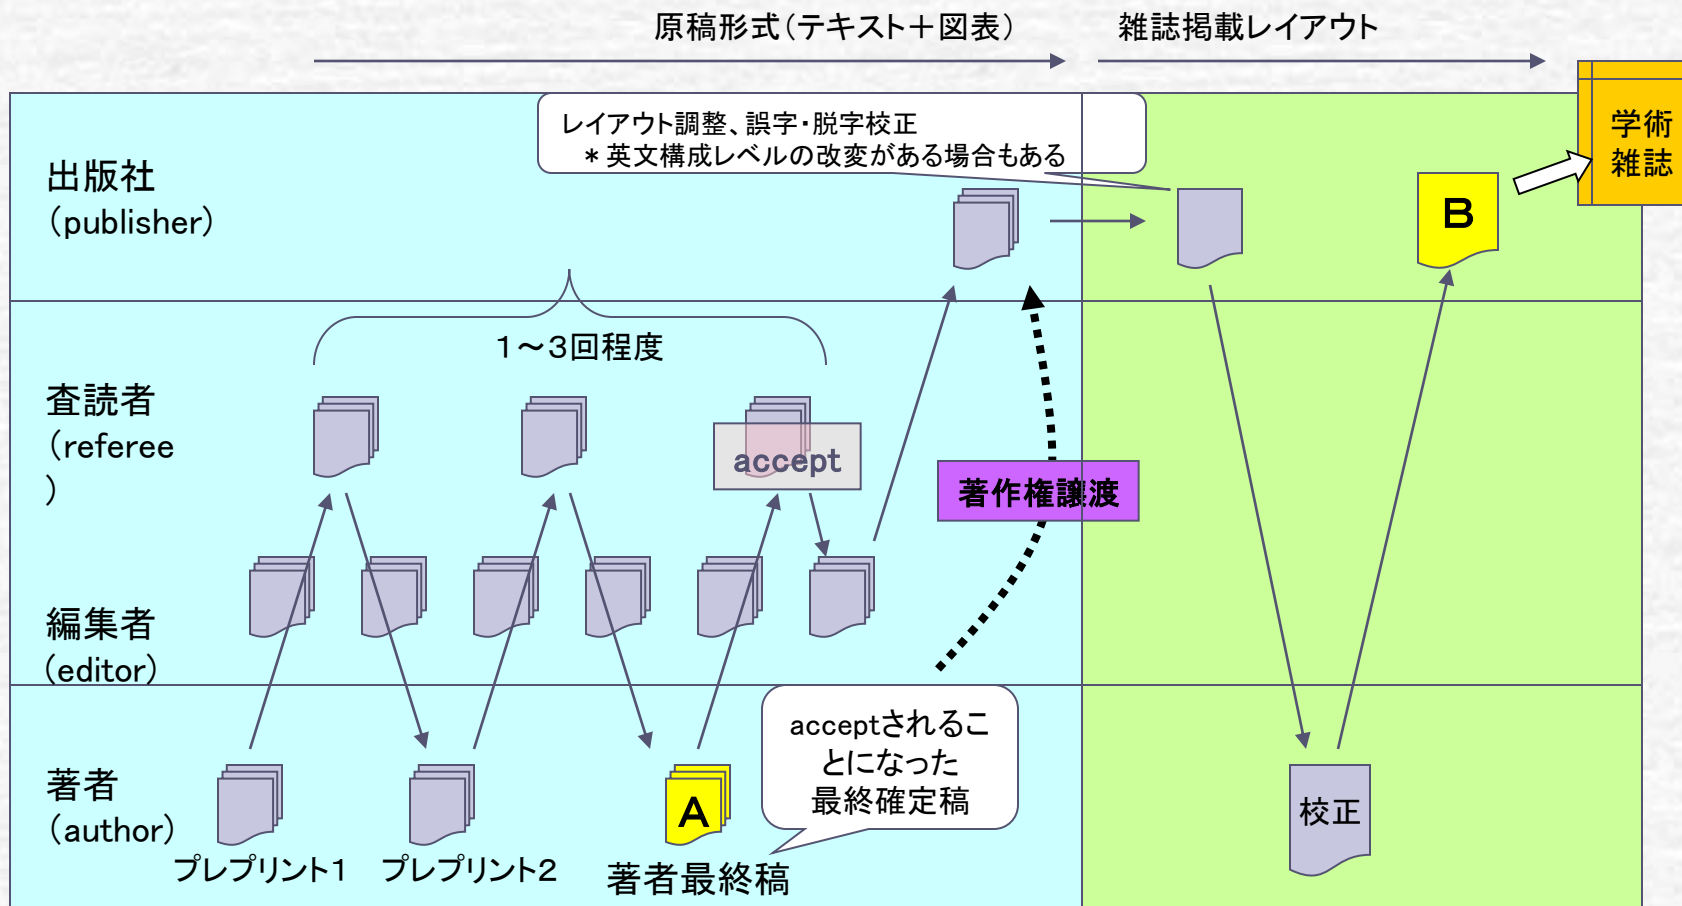 原稿形式（テキスト＋図表）
雑誌掲載レイアウト
学術
雑誌
レイアウト調整、誤字・脱字校正
＊英文構成レベルの改変がある場合もある
出版社
（publisher）
B
1～3回程度
査読者
（referee
）
accept
著作権譲渡
編集者
(editor)
acceptされるこ
とになった
最終確定稿
著者
（author）
A
校正
プレプリント1
プレプリント2
著者最終稿